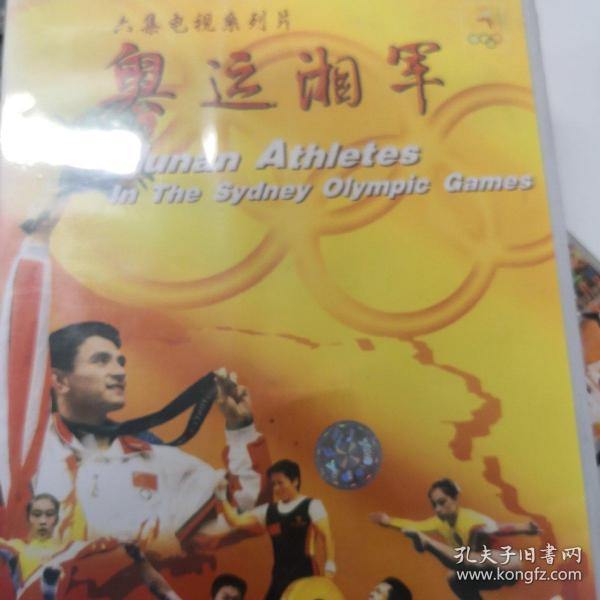 六集电视系列片
奥运湘军
Hunan Athletes
In The Sydney Olympic Games
孔夫子旧书网
www.kongfz.com